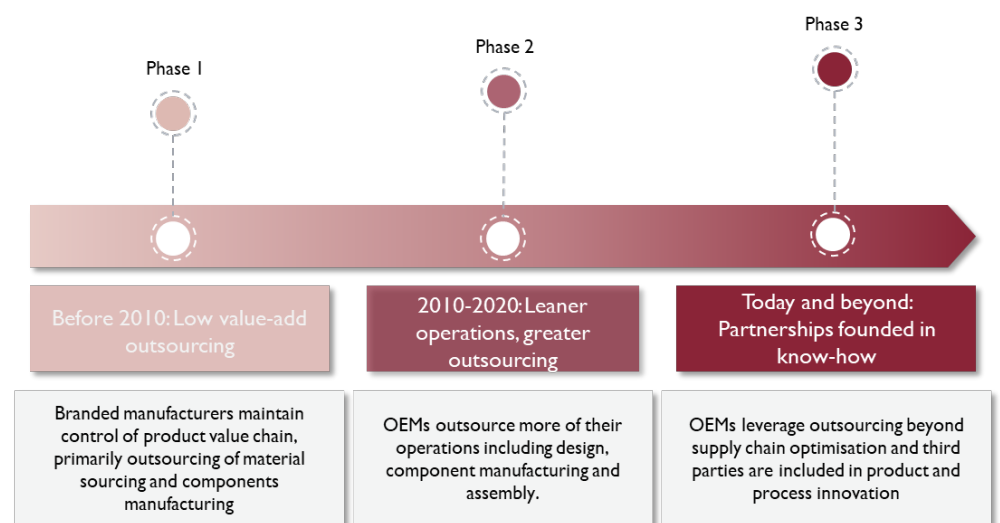 Phase 1
Phase 2
Phase 3
Before 2010: Low value-add
outsourcing
2010-2020: Leaner
operations, greater
outsourcing
Today and beyond:
Partnerships founded in
know-how
Branded manufacturers maintain
control of product value chain,
primarily outsourcing of material
sourcing and components
manufacturing
OEMs outsource more of their
operations including design,
component manufacturing and
assembly.
OEMs leverage outsourcing beyond
supply chain optimisation and third
parties are included in product and
process innovation